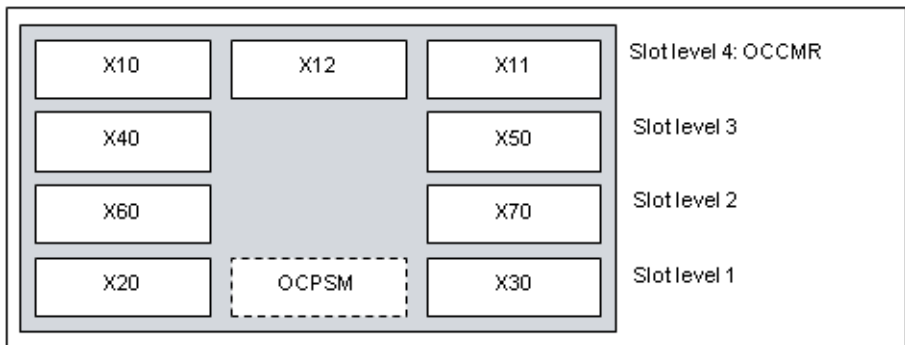 X10 X12 X11 Slot level 4: OCCMR
X40 X50 Slot level 3
X60 X70 Slot level 2
X20 OCPSM X30 Slot level 1